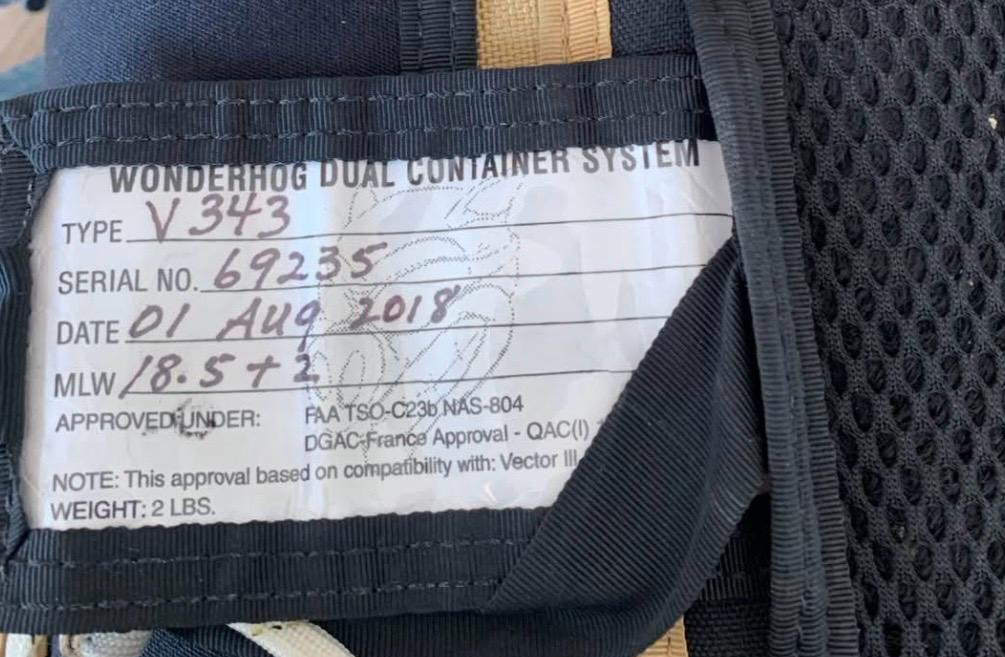 WONDERHOG DUAL CONTAINER SYSTEM
TYPE V343
SERIAL NO. 69235
DATE 01 Aug 2018
MLW 18.5 + 2
APPROVED UNDER: FAA TSO-C23b NAS-804
DGAC-France Approval - QAC(I)
NOTE: This approval based on compatibility with: Vector III
WEIGHT: 2 LBS.